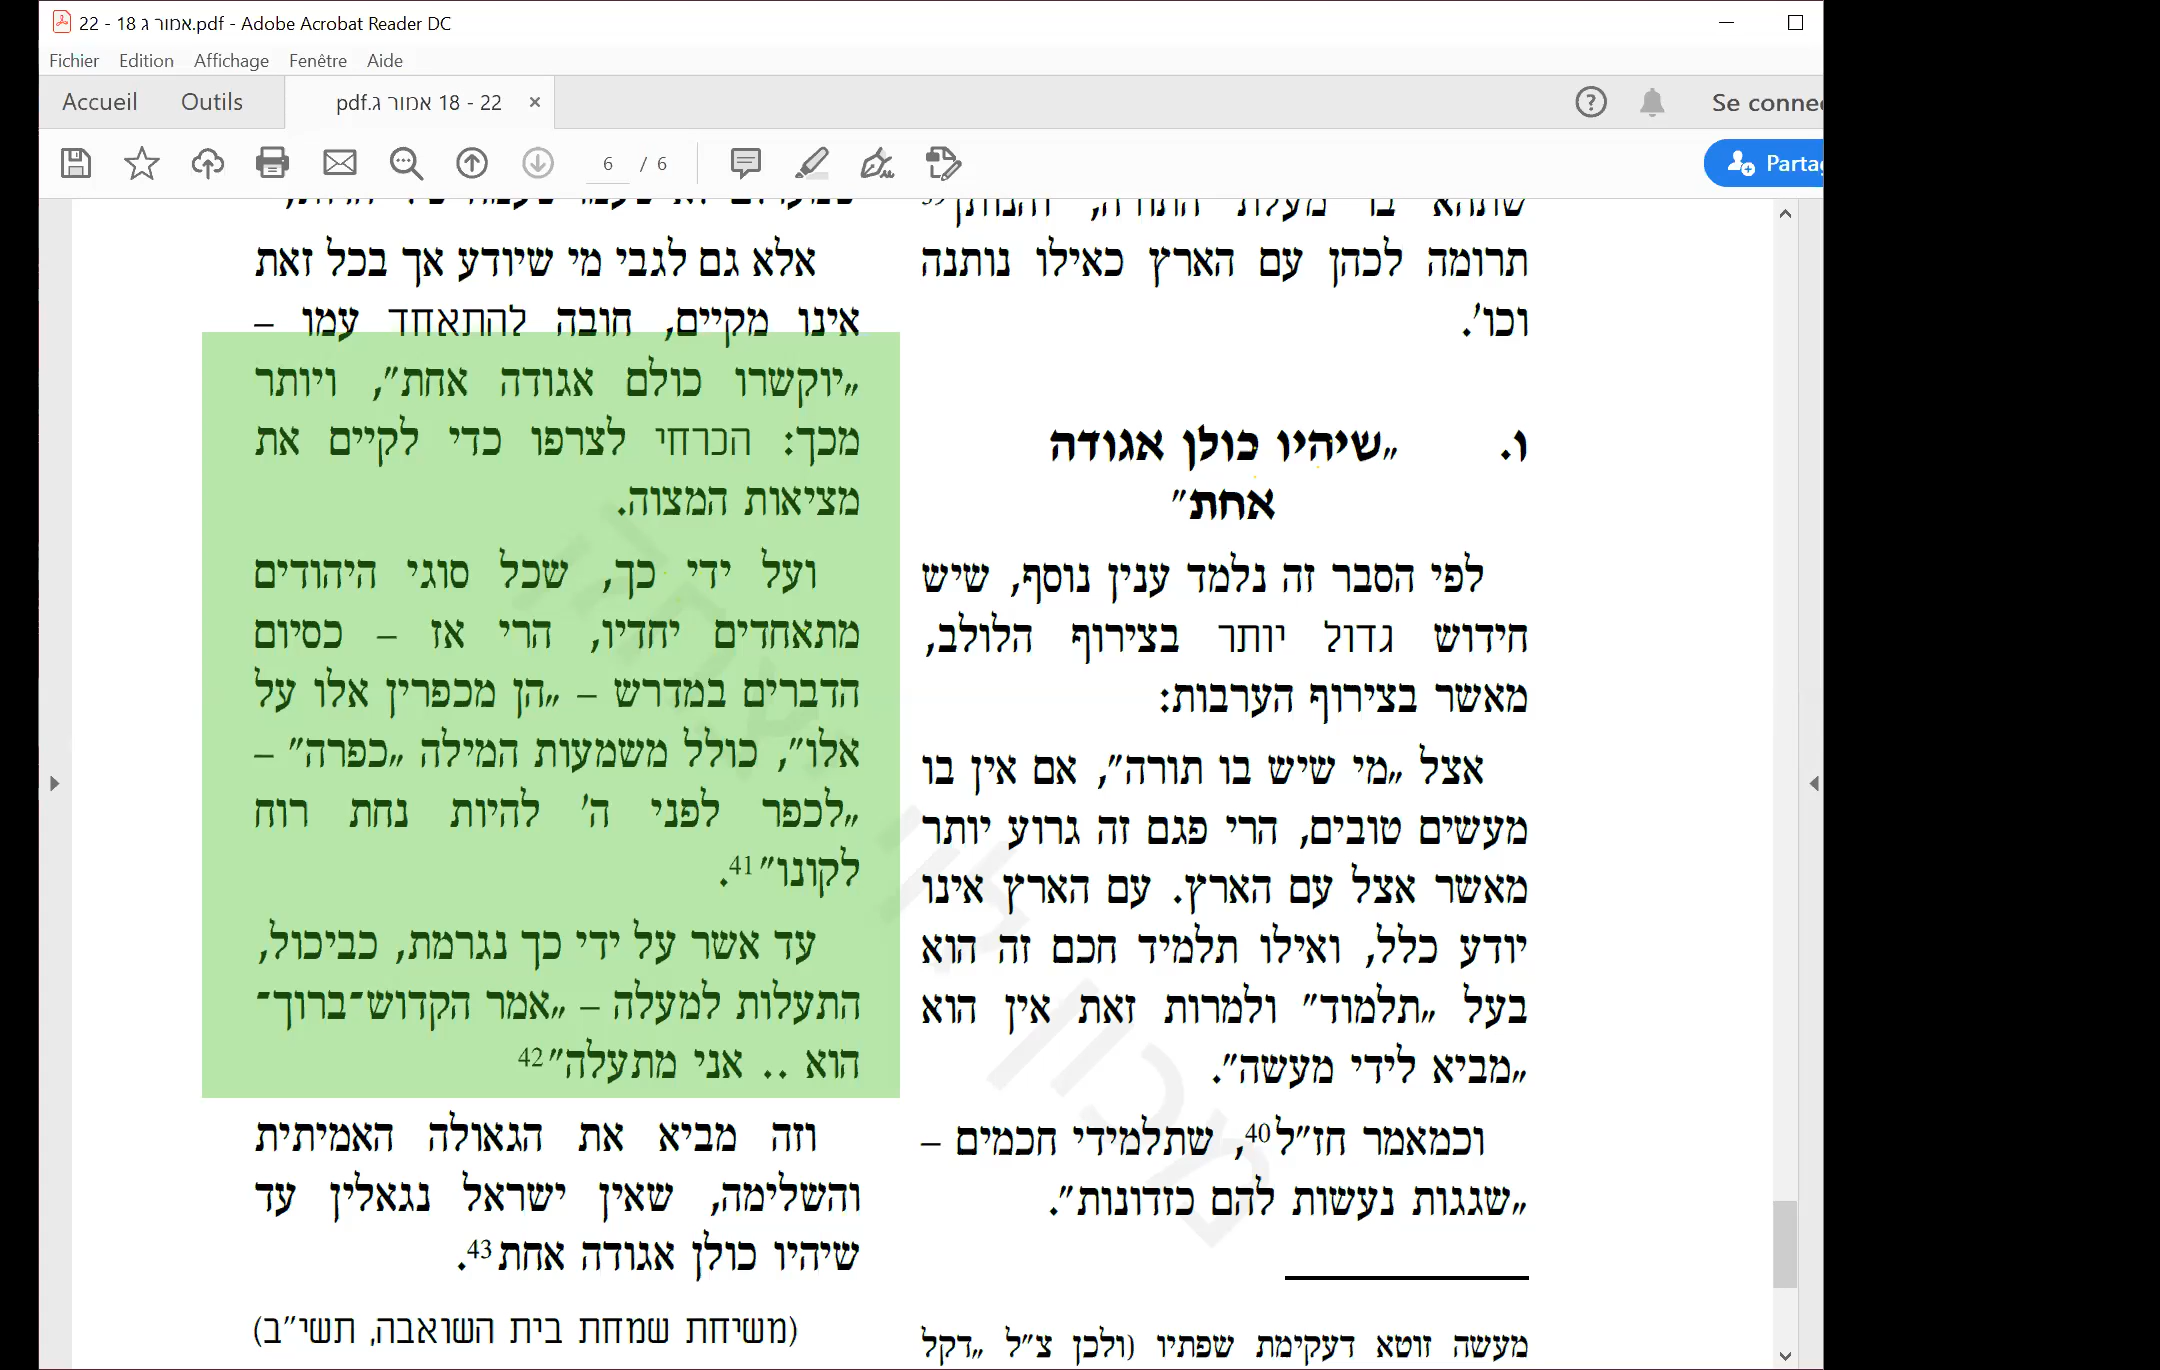 22 - 18 אמור ג.pdf - Adobe Acrobat Reader DC
Fichier Edition Affichage Fenêtre Aide
Accueil Outils 22 - 18 אמור ג.pdf × ? Se conne
6 / 6 Parta
שתהא בו מעלת התורה, והנותן39
תרומה לכהן עם הארץ כאילו נותנה
וכו'.
ו. „שיהיו כולן אגודה
אחת”
לפי הסבר זה נלמד ענין נוסף, שיש
חידוש גדול יותר בצירוף הלולב,
מאשר בצירוף הערבות:
אצל „מי שיש בו תורה”, אם אין בו
מעשים טובים, הרי פגם זה גרוע יותר
מאשר אצל עם הארץ. עם הארץ אינו
יודע כלל, ואילו תלמיד חכם זה הוא
בעל „תלמוד” ולמרות זאת אין הוא
„מביא לידי מעשה”.
וכמאמר חז”ל40, שתלמידי חכמים –
„שגגות נעשות להם כזדונות”.
מעשה זוטא דעקימת שפתיו (ולכן צ”ל „דקל
אלא גם לגבי מי שיודע אך בכל זאת
אינו מקיים, חובה להתאחד עמו –
„יוקשרו כולם אגודה אחת”, ויותר
מכך: הכרחי לצרפו כדי לקיים את
מציאות המצוה.
ועל ידי כך, שכל סוגי היהודים
מתאחדים יחדיו, הרי אז – כסיום
הדברים במדרש – „הן מכפרין אלו על
אלו”, כולל משמעות המילה „כפרה” –
„לכפר לפני ה' להיות נחת רוח
לקונו”41.
עד אשר על ידי כך נגרמת, כביכול,
התעלות למעלה – „אמר הקדוש־ברוך־
הוא .. אני מתעלה”42
וזה מביא את הגאולה האמיתית
והשלימה, שאין ישראל נגאלין עד
שיהיו כולן אגודה אחת43.
(משיחת שמחת בית השואבה, תשי”ב)